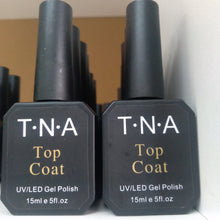 T·N·A
Top
Coat
UV/LED Gel Polish
15ml e 5fl.oz.
T·N·A
Top
Coat
UV/LED Gel Polish
15ml e 5fl.oz.